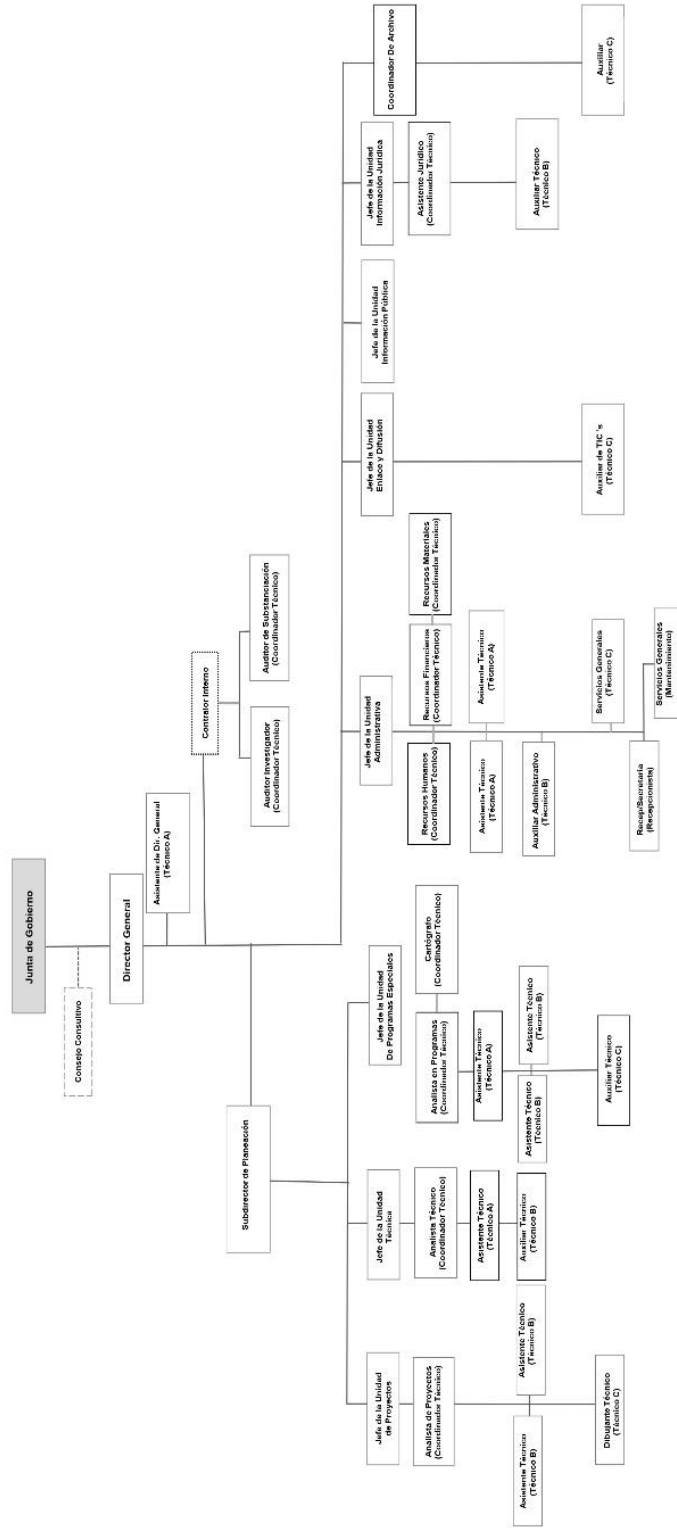 Junta de Gobierno
Consejo Consultivo
Director General
Asistente de Dir. General
(Técnico A)
Contralor Interno
Auditor Investigador
(Coordinador Técnico)
Auditor de Substanciación
(Coordinador Técnico)
Subdirector de Planeación
Jefe de la Unidad
de Proyectos
Jefe de la Unidad
Técnica
Jefe de la Unidad
De Programas Especiales
Jefe de la Unidad
Administrativa
Jefe de la Unidad
Enlace y Difusión
Jefe de la Unidad
Información Pública
Jefe de la Unidad
Información Jurídica
Coordinador De Archivo
Analista de Proyectos
(Coordinador Técnico)
Analista Técnico
(Coordinador Técnico)
Analista en Programas
(Coordinador Técnico)
Cartógrafo
(Coordinador Técnico)
Recursos Humanos
(Coordinador Técnico)
Recursos Financieros
(Coordinador Técnico)
Recursos Materiales
(Coordinador Técnico)
Asistente Jurídico
(Coordinador Técnico)
Asistente Técnico
(Técnico A)
Asistente Técnico
(Técnico A)
Asistente Técnico
(Técnico A)
Asistente Técnico
(Técnico A)
Asistente Técnico
(Técnico B)
Asistente Técnico
(Técnico B)
Auxiliar Técnico
(Técnico B)
Asistente Técnico
(Técnico B)
Asistente Técnico
(Técnico B)
Auxiliar Administrativo
(Técnico B)
Auxiliar Técnico
(Técnico B)
Dibujante Técnico
(Técnico C)
Auxiliar Técnico
(Técnico C)
Servicios Generales
(Técnico C)
Auxiliar de TIC 's
(Técnico C)
Auxiliar
(Técnico C)
Recep/Secretaria
(Recepcionista)
Servicios Generales
(Mantenimiento)